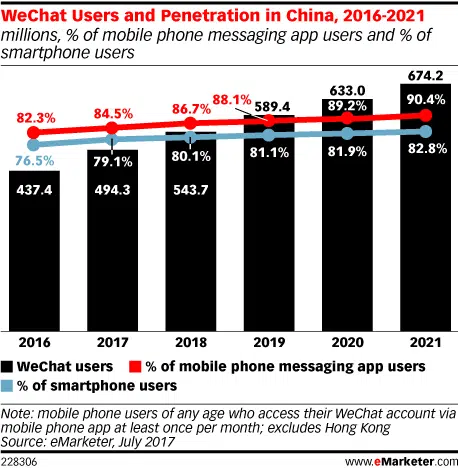 WeChat Users and Penetration in China, 2016-2021
millions, % of mobile phone messaging app users and % of
smartphone users
674.2
633.0
88.1%
589.4
82.3%
84.5%
86.7%
89.2%
90.4%
76.5%
79.1%
80.1%
81.1%
81.9%
82.8%
437.4
494.3
543.7
2016 2017 2018 2019 2020 2021
WeChat users % of mobile phone messaging app users
% of smartphone users
Note: mobile phone users of any age who access their WeChat account via
mobile phone app at least once per month; excludes Hong Kong
Source: eMarketer, July 2017
228306 www.eMarketer.com